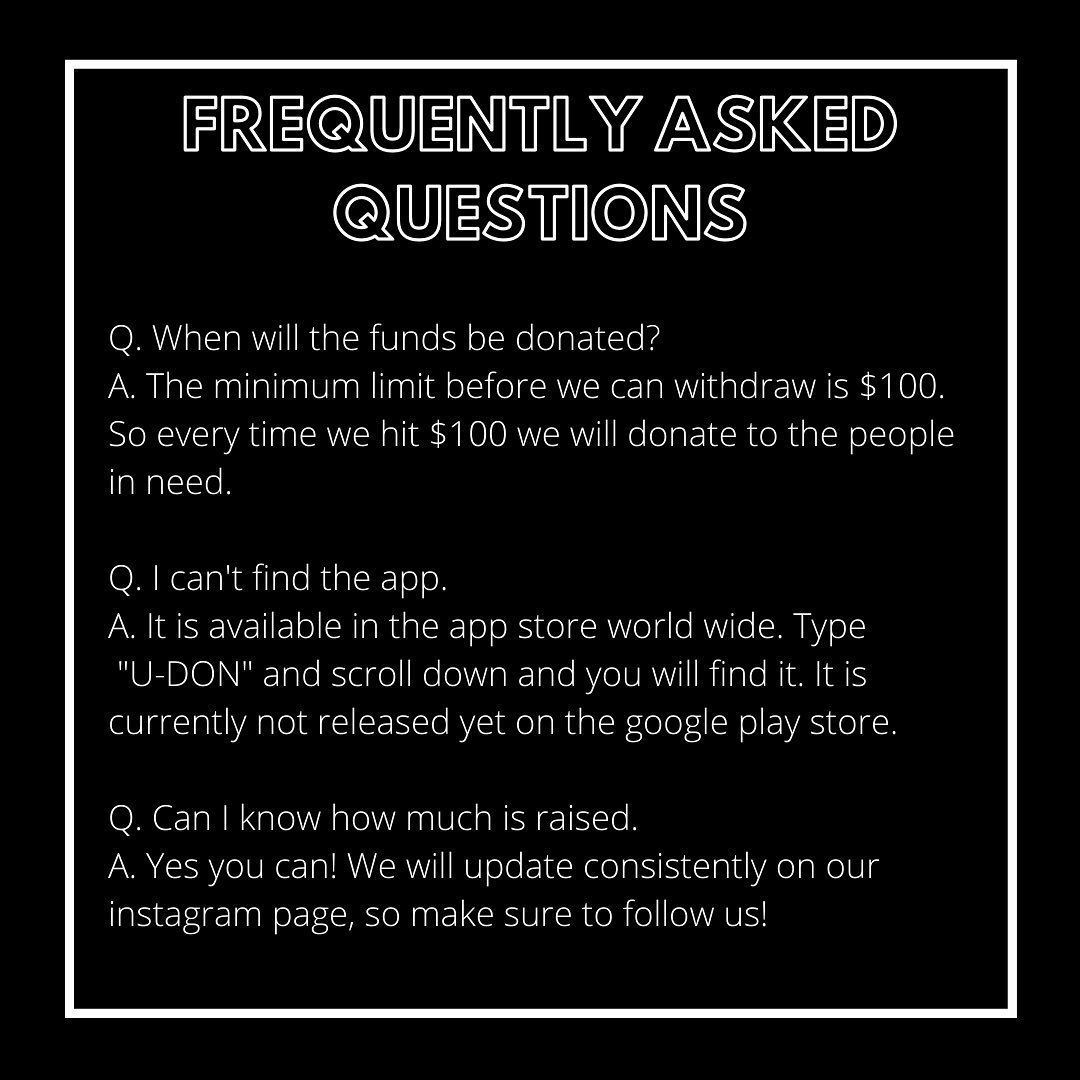 FREQUENTLY ASKED
QUESTIONS
Q. When will the funds be donated?
A. The minimum limit before we can withdraw is $100.
So every time we hit $100 we will donate to the people
in need.
Q. I can't find the app.
A. It is available in the app store world wide. Type
"U-DON" and scroll down and you will find it. It is
currently not released yet on the google play store.
Q. Can I know how much is raised.
A. Yes you can! We will update consistently on our
instagram page, so make sure to follow us!